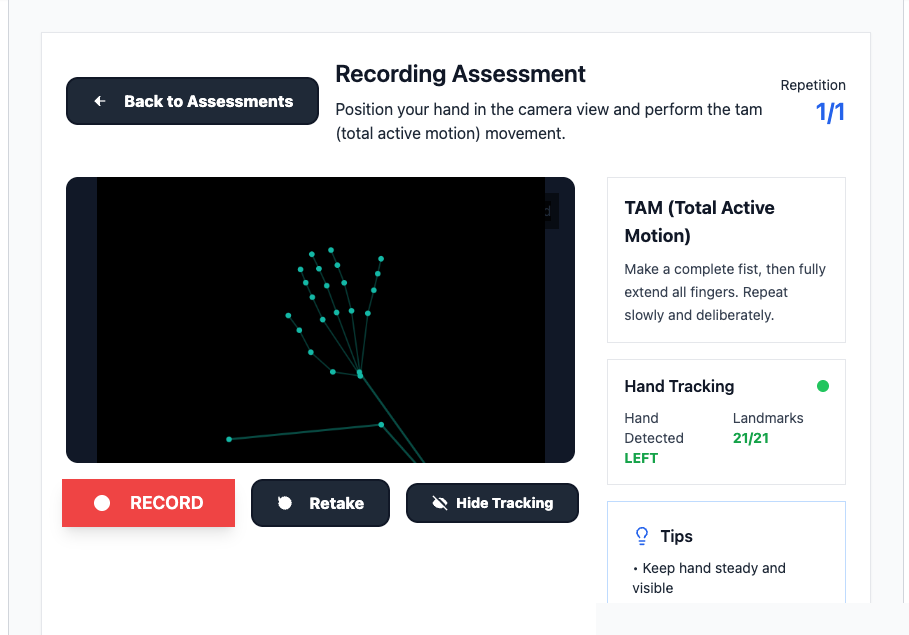 Back to Assessments
Recording Assessment
Position your hand in the camera view and perform the tam
(total active motion) movement.
Repetition
1/1
RECORD
Retake
Hide Tracking
TAM (Total Active
Motion)
Make a complete fist, then fully
extend all fingers. Repeat
slowly and deliberately.
Hand Tracking
Hand
Detected
LEFT
Landmarks
21/21
Tips
• Keep hand steady and
visible